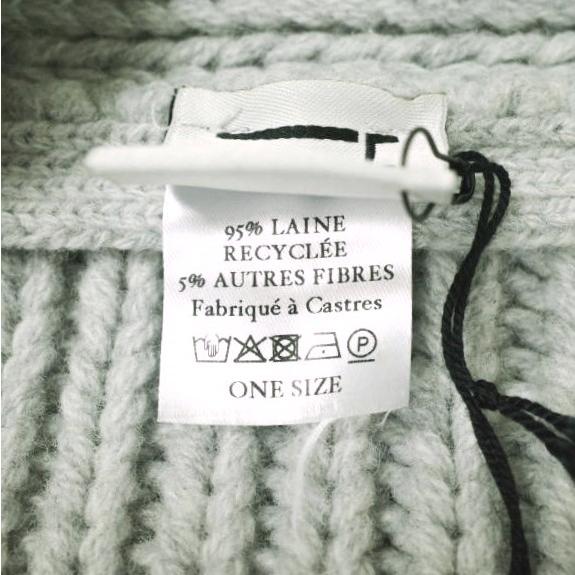 95% LAINE
RECYCLÉE
5% AUTRES FIBRES
Fabriqué à Castres
P
ONE SIZE